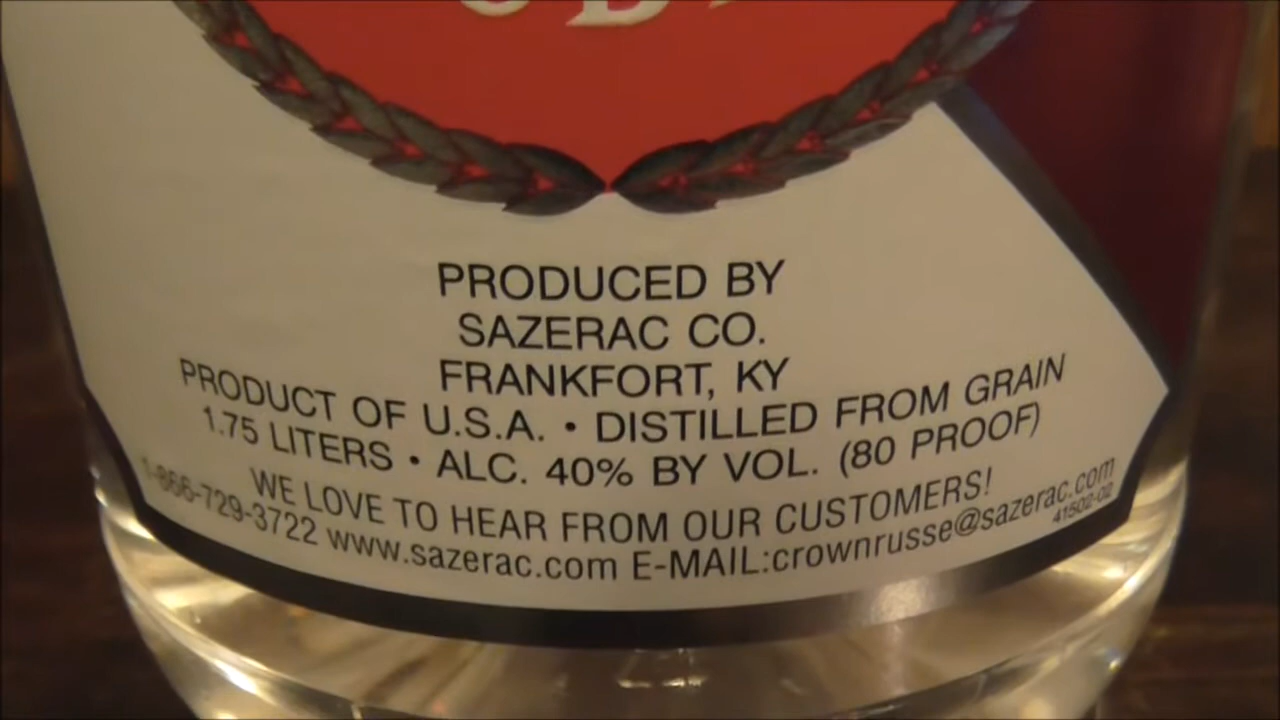 PRODUCED BY
SAZERAC CO.
FRANKFORT, KY
PRODUCT OF U.S.A. • DISTILLED FROM GRAIN
1.75 LITERS • ALC. 40% BY VOL. (80 PROOF)
WE LOVE TO HEAR FROM OUR CUSTOMERS!
1-866-729-3722 www.sazerac.com E-MAIL:crownrusse@sazerac.com
41502-02